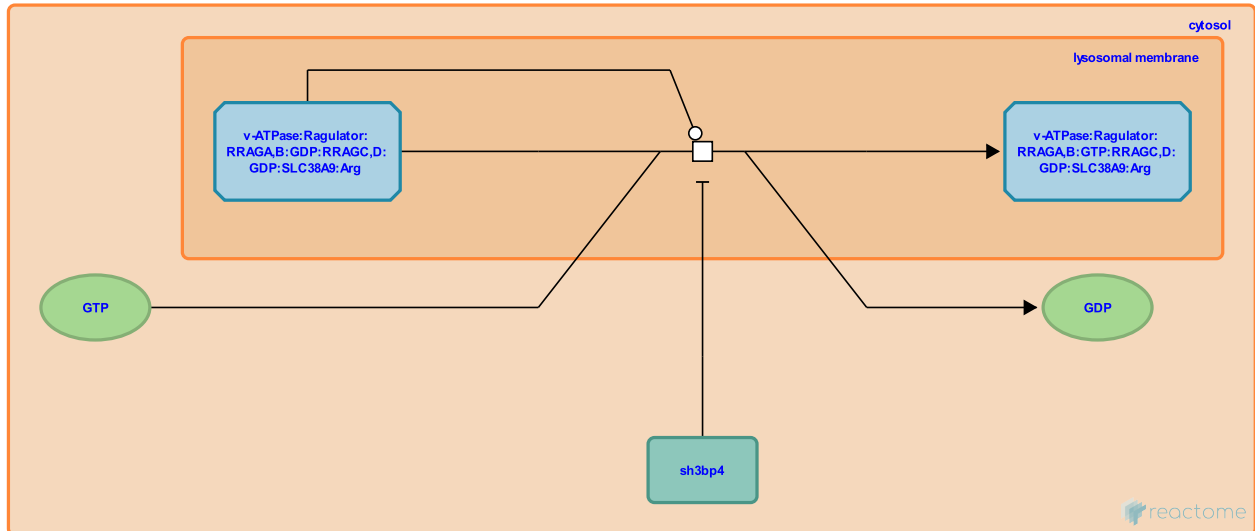 cytosol
lysosomal membrane
v-ATPase:Ragulator:
RRAGA,B:GDP:RRAGC,D:
GDP:SLC38A9:Arg
v-ATPase:Ragulator:
RRAGA,B:GTP:RRAGC,D:
GDP:SLC38A9:Arg
GTP
GDP
sh3bp4
reactome